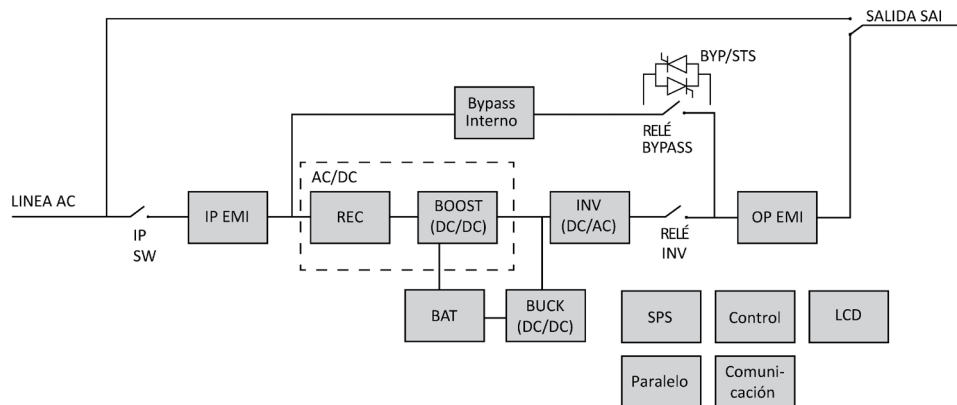 SALIDA SAI
BYP/STS
Bypass
Interno
RELÉ
BYPASS
AC/DC
LINEA AC
IP EMI
REC
BOOST
(DC/DC)
INV
(DC/AC)
OP EMI
IP
SW
RELÉ
INV
BAT
BUCK
(DC/DC)
SPS
Control
LCD
Paralelo
Comuni-
cación